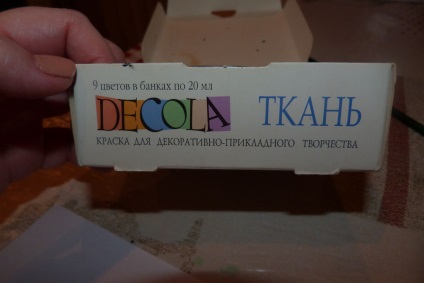 9 цветов в банках по 20 мл
DECOLA ТКАНЬ
КРАСКА ДЛЯ ДЕКОРАТИВНО-ПРИКЛАДНОГО ТВОРЧЕСТВА